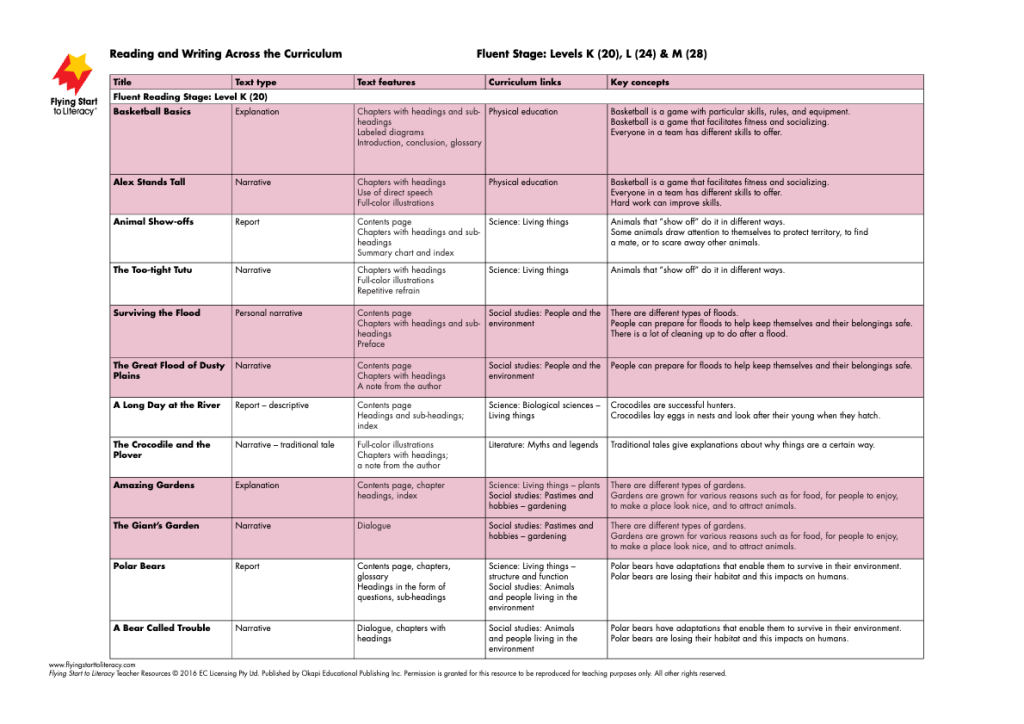 Reading and Writing Across the Curriculum
Fluent Stage: Levels K (20), L (24) & M (28)
Flying Start
to Literacy
Title Text type Text features Curriculum links Key concepts
Fluent Reading Stage: Level K (20)
Basketball Basics Explanation Chapters with headings and sub- Physical education Basketball is a game with particular skills, rules, and equipment.
headings Basketball is a game that facilitates fitness and socializing.
Labeled diagrams Everyone in a team has different skills to offer.
Introduction, conclusion, glossary
Alex Stands Tall Narrative Chapters with headings Physical education Basketball is a game that facilitates fitness and socializing.
Use of direct speech Everyone in a team has different skills to offer.
Full-color illustrations Hard work can improve skills.
Animal Show-offs Report Contents page Science: Living things Animals that "show off" do it in different ways.
Chapters with headings and sub- Some animals draw attention to themselves to protect territory, to find
headings a mate, or to scare away other animals.
Summary chart and index
The Too-tight Tutu Narrative Chapters with headings Science: Living things Animals that "show off" do it in different ways.
Full-color illustrations
Repetitive refrain
Surviving the Flood Personal narrative Contents page Social studies: People and the There are different types of floods.
Chapters with headings and sub- environment People can prepare for floods to help keep themselves and their belongings safe.
headings There is a lot of cleaning up to do after a flood.
Preface
The Great Flood of Dusty Narrative Contents page Social studies: People and the People can prepare for floods to help keep themselves and their belongings safe.
Plains Chapters with headings environment
A note from the author
A Long Day at the River Report – descriptive Contents page Science: Biological sciences – Crocodiles are successful hunters.
Headings and sub-headings; Living things Crocodiles lay eggs in nests and look after their young when they hatch.
index
The Crocodile and the Narrative – traditional tale Full-color illustrations Literature: Myths and legends Traditional tales give explanations about why things are a certain way.
Plover Chapters with headings;
a note from the author
Amazing Gardens Explanation Contents page, chapter Science: Living things – plants There are different types of gardens.
headings, index Social studies: Pastimes and Gardens are grown for various reasons such as for food, for people to enjoy,
hobbies – gardening to make a place look nice, and to attract animals.
The Giant's Garden Narrative Dialogue Social studies: Pastimes and There are different types of gardens.
hobbies – gardening Gardens are grown for various reasons such as for food, for people to enjoy,
to make a place look nice, and to attract animals.
Polar Bears Report Contents page, chapters, Science: Living things – Polar bears have adaptations that enable them to survive in their environment.
glossary structure and function Polar bears are losing their habitat and this impacts on humans.
Headings in the form of Social studies: Animals
questions, sub-headings and people living in the
environment
A Bear Called Trouble Narrative Dialogue, chapters with Social studies: Animals Polar bears have adaptations that enable them to survive in their environment.
headings and people living in the Polar bears are losing their habitat and this impacts on humans.
environment
www.flyingstarttoliteracy.com
Flying Start to Literacy Teacher Resources © 2016 EC Licensing Pty Ltd. Published by Okapi Educational Publishing Inc. Permission is granted for this resource to be reproduced for teaching purposes only. All other rights reserved.